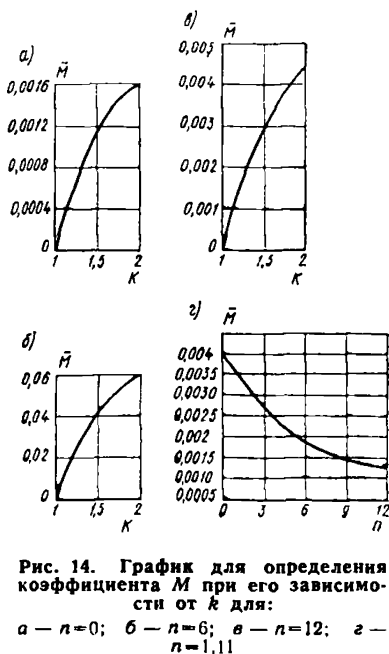 а)
M̄
0,0016
0,0012
0,0008
0,0004
0
1
1,5
2
К
в)
M̄
0,005
0,004
0,003
0,002
0,001
0
1
1,5
2
К
б)
M̄
0,06
0,04
0,02
0
1
1,5
2
К
г)
M̄
0,004
0,0035
0,0030
0,0025
0,002
0,0015
0,001
0,0005
0
3
6
9
12
n
Рис. 14. График для определения
коэффициента М при его зависимо-
сти от k для:
а — n=0; б — n=6; в — n=12; г —
n=1,11